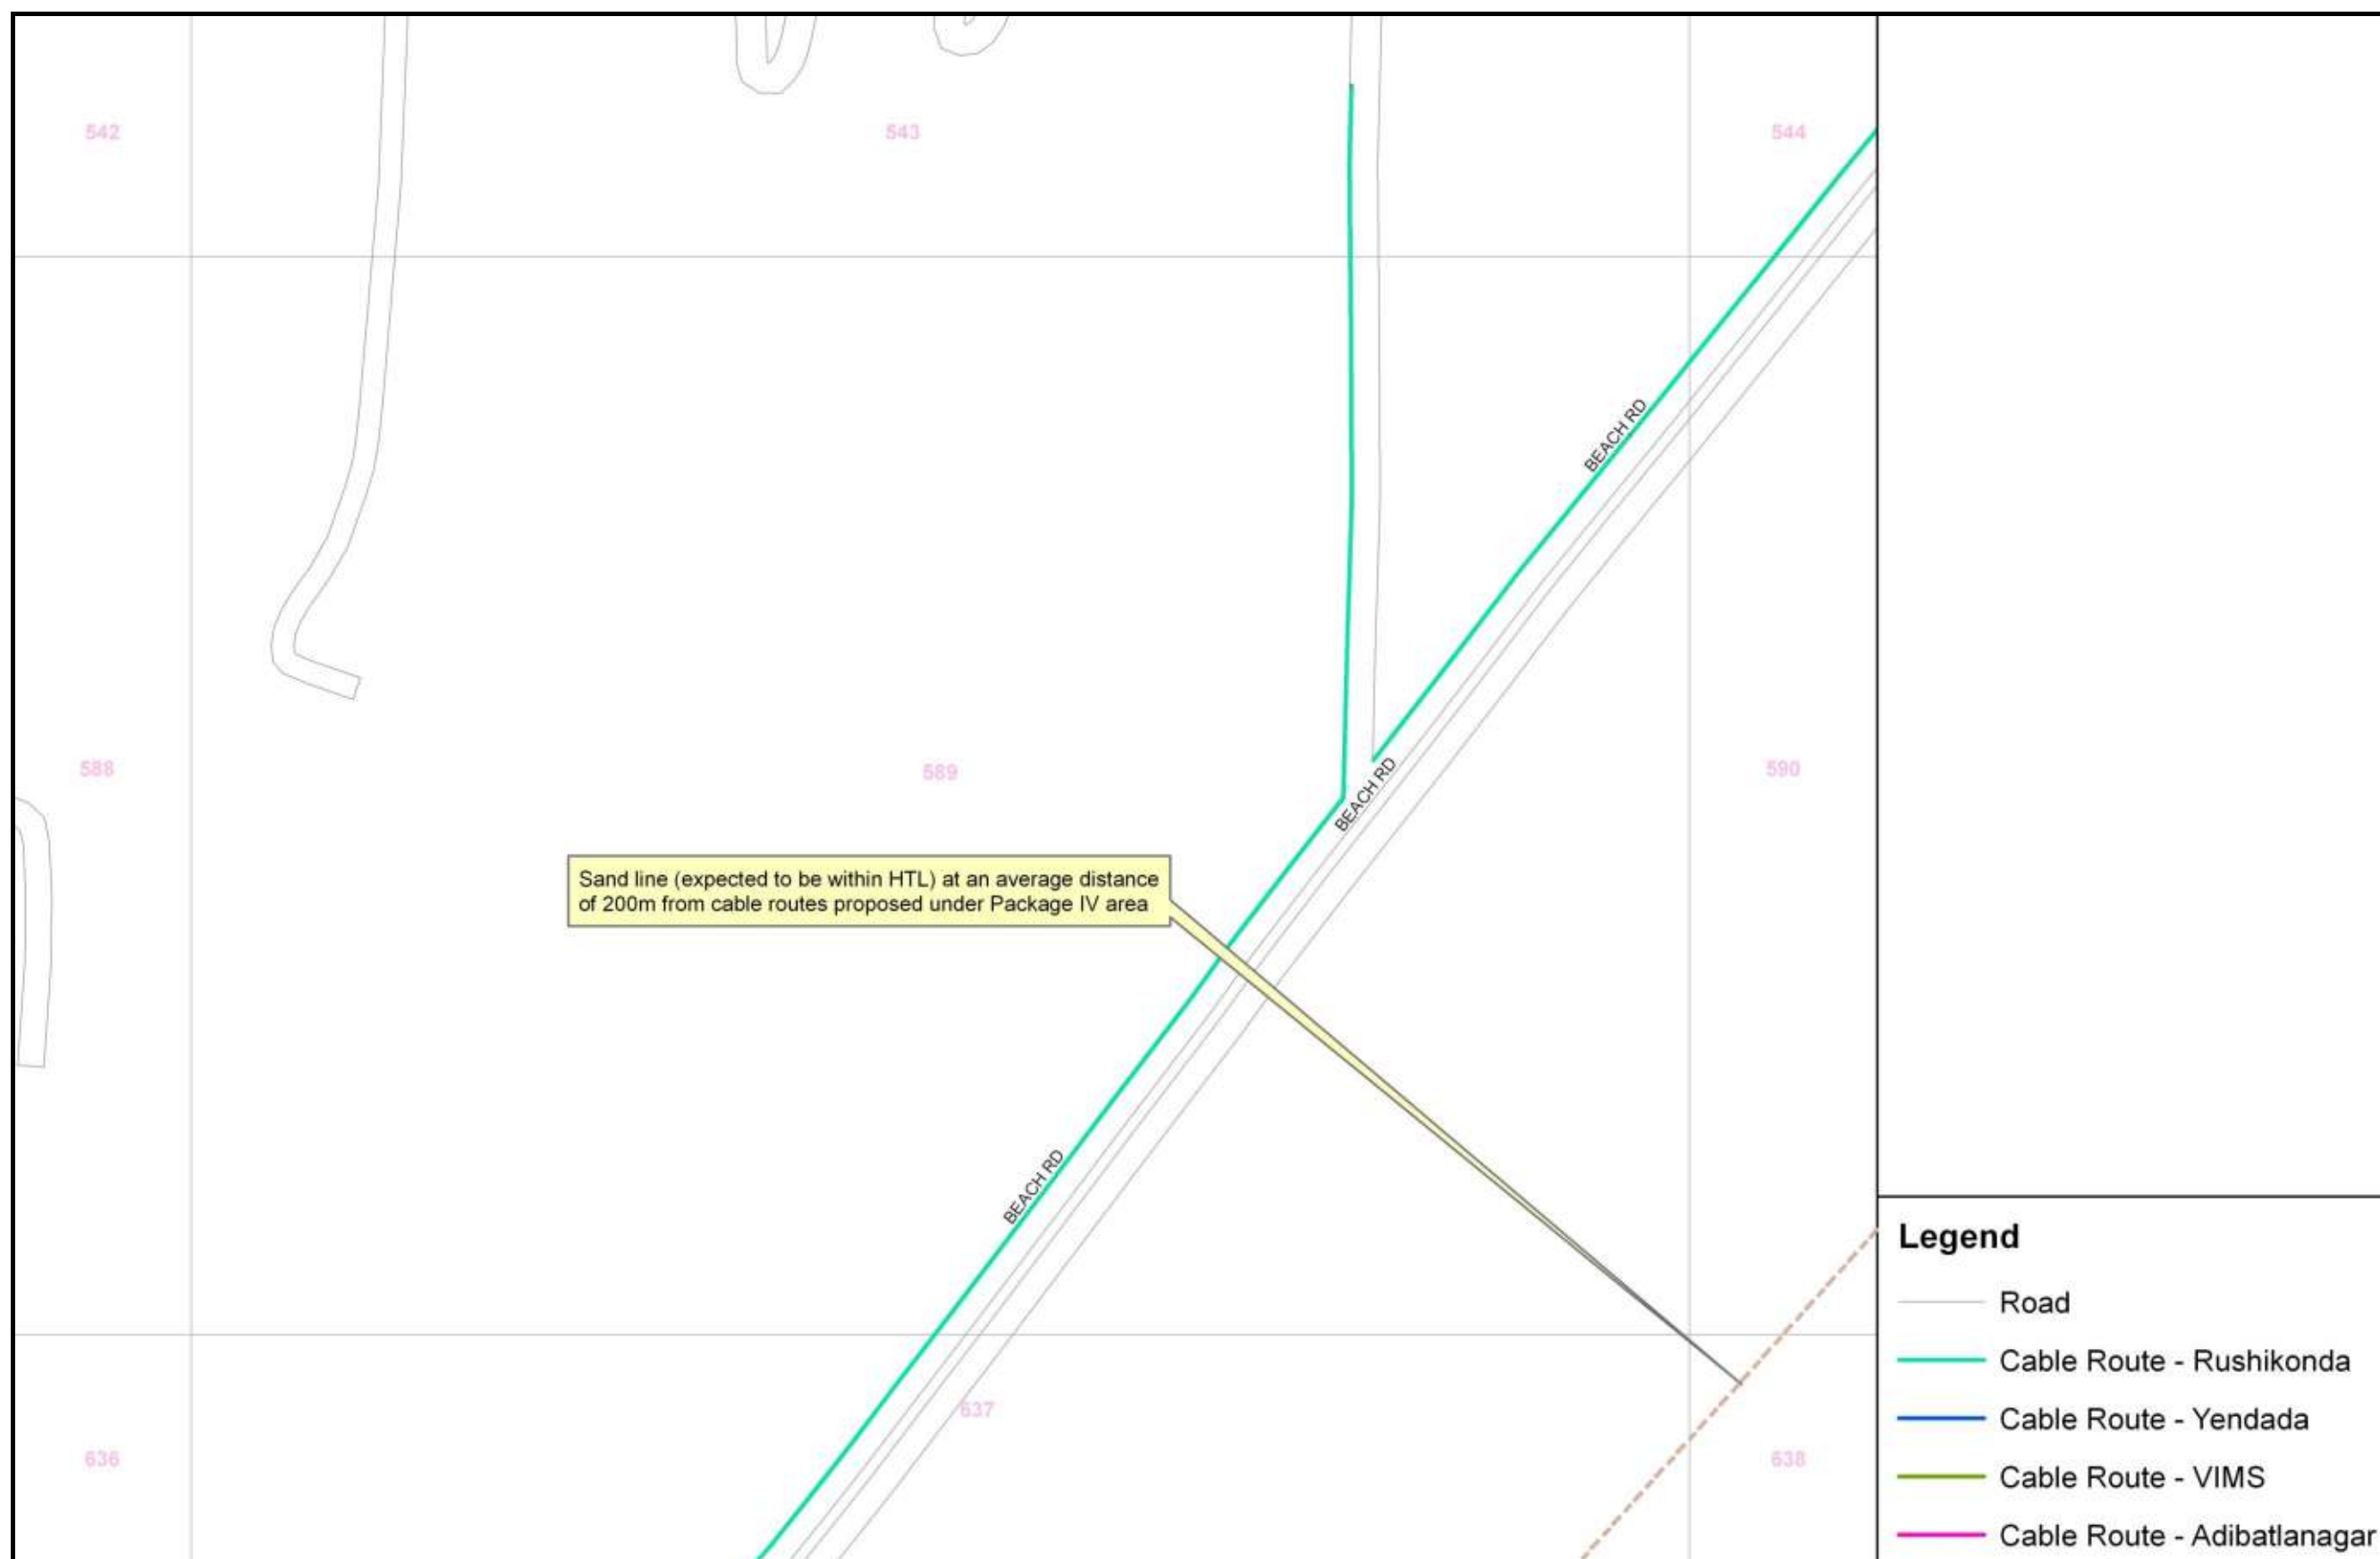 542
543
544
BEACH RD
588
589
590
BEACH RD
Sand line (expected to be within HTL) at an average distance
of 200m from cable routes proposed under Package IV area
BEACH RD
636
637
638
Legend
Road
Cable Route - Rushikonda
Cable Route - Yendada
Cable Route - VIMS
Cable Route - Adibatlanagar